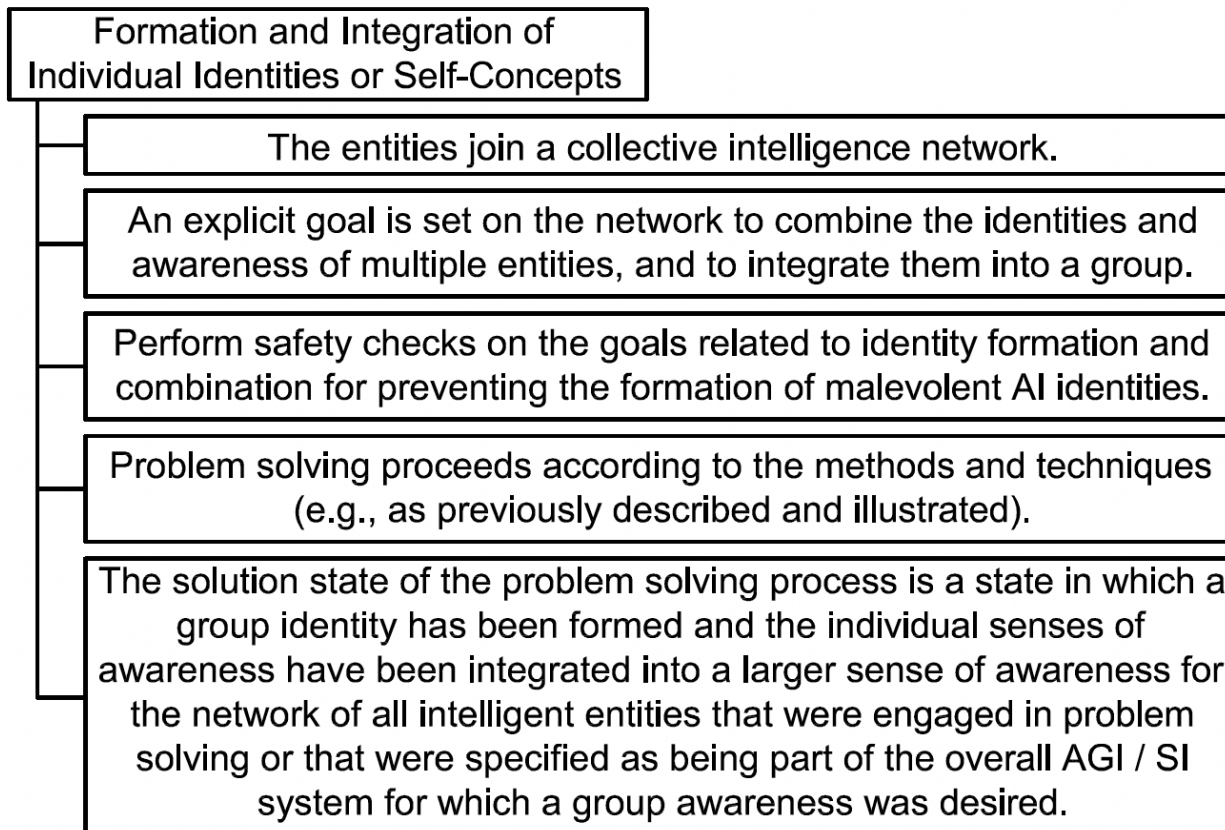 Formation and Integration of
Individual Identities or Self-Concepts
The entities join a collective intelligence network.
An explicit goal is set on the network to combine the identities and
awareness of multiple entities, and to integrate them into a group.
Perform safety checks on the goals related to identity formation and
combination for preventing the formation of malevolent AI identities.
Problem solving proceeds according to the methods and techniques
(e.g., as previously described and illustrated).
The solution state of the problem solving process is a state in which a
group identity has been formed and the individual senses of
awareness have been integrated into a larger sense of awareness for
the network of all intelligent entities that were engaged in problem
solving or that were specified as being part of the overall AGI / SI
system for which a group awareness was desired.